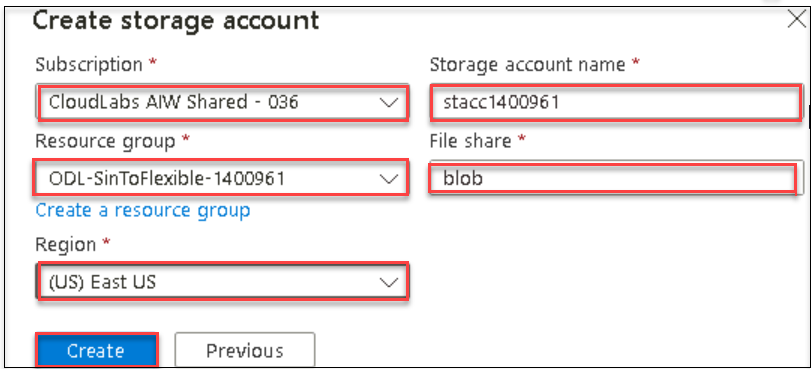 Create storage account
Subscription *
Storage account name *
CloudLabs AIW Shared - 036
stacc1400961
Resource group *
File share *
ODL-SinToFlexible-1400961
blob
Create a resource group
Region *
(US) East US
Create
Previous